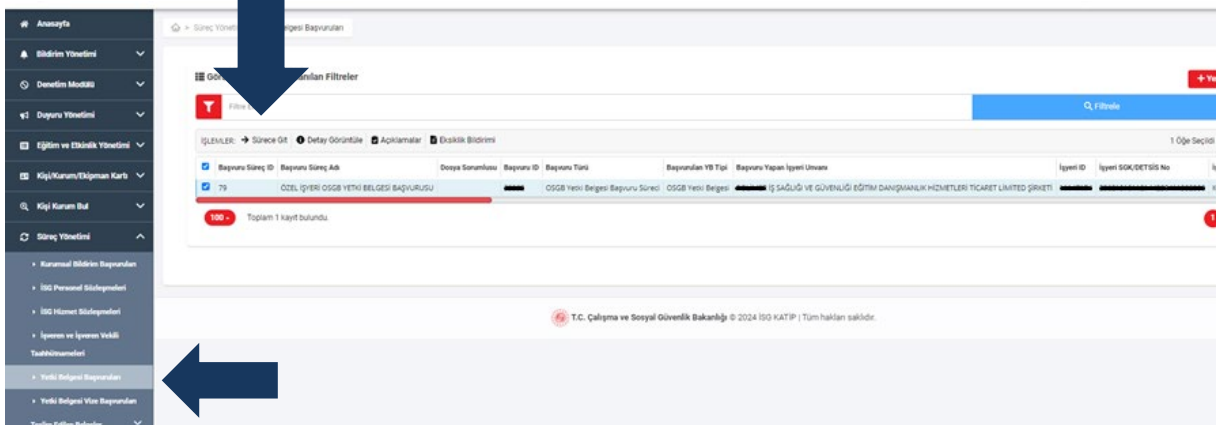 Anasayfa
Bildirim Yönetimi
Denetim Modülü
Duyuru Yönetimi
Eğitim ve Etkinlik Yönetimi
Kişi/Kurum/Ekipman Kartı
Kişi Kurum Bul
Süreç Yönetimi
Kurumsal Bildirim Başvuruları
İSG Personel Sözleşmeleri
İSG Hizmet Sözleşmeleri
İşveren ve İşveren Vekili
Taahhütnameleri
Yetki Belgesi Başvuruları
Yetki Belgesi Vize Başvuruları
> Süreç Başvuruları
Filtreler
Filtrele
İŞLEMLER: Sürece Git Detay Görüntüle Açıklamalar Eksiklik Bildirimi
1 Öğe Seçildi
Başvuru Süreç ID Başvuru Süreç Adı Dosya Sorumlusu Başvuru ID Başvuru Türü Başvurulan YB Tipi Başvuru Yapan İşyeri Unvanı İşyeri ID İşyeri SGK/DETSİS No
79 ÖZEL İŞYERİ OSGB YETKİ BELGESİ BAŞVURUSU OSGB Yetki Belgesi Başvuru Süreci OSGB Yetki Belgesi İŞ SAĞLIĞI VE GÜVENLİĞİ EĞİTİM DANIŞMANLIK HİZMETLERİ TİCARET LİMİTED ŞİRKETİ
100 Toplam 1 kayıt bulundu.
1
T.C. Çalışma ve Sosyal Güvenlik Bakanlığı © 2024 İSG KATİP | Tüm hakları saklıdır.